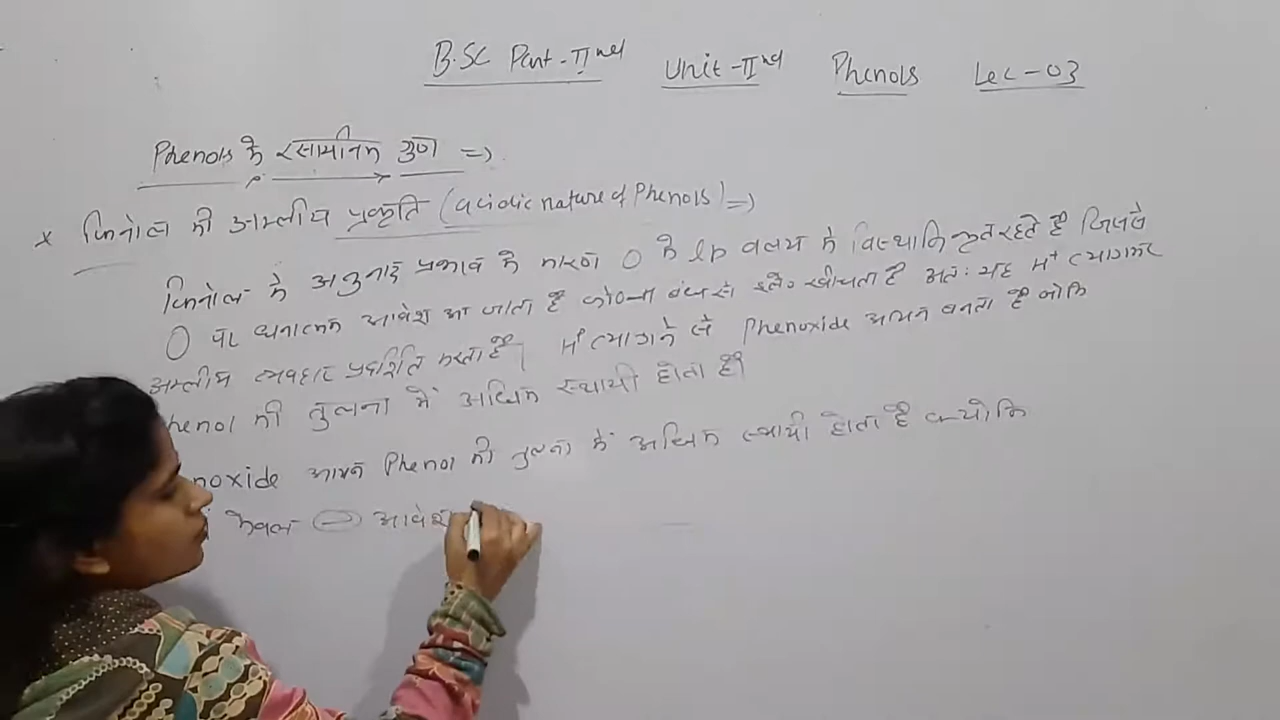 B.SC Part-IInd Unit-IInd Phenols Lec-03
Phenols के रसायनिक गुण =>
* फिनोल की अम्लीय प्रकृति (acidic nature of Phenols) =>
फिनोल में अनुनाद प्रभाव के कारण O के lp वलय में विस्थानिकृत रहते है जिससे
O पर धनात्मक आवेश आ जाता है जो बंध से खींचता है अतः यह H+ त्यागकर
अम्लीय व्यवहार प्रदर्शित करता है| H+ त्यागने से Phenoxide आयन बनता है जोकि
henol की तुलना में अधिक स्थायी होता है|
noxide आयन Phenol की तुलना में अधिक स्थायी होता है क्योकि
केवल (-) आवेश